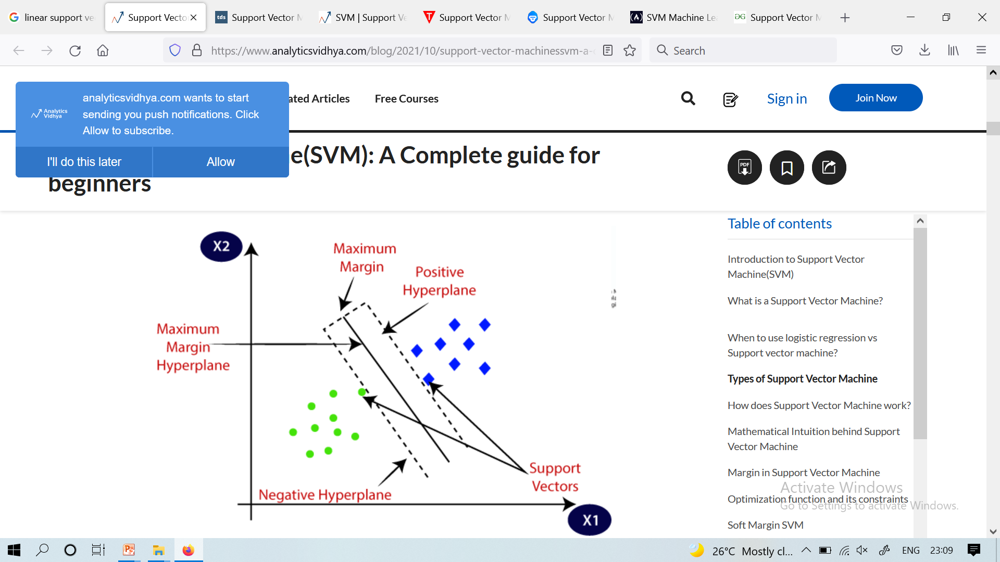 linear support ve
Support Vecto
Support Vector M
SVM | Support Ve
Support Vector M
Support Vector M
SVM Machine Le
Support Vector M
tds
https://www.analyticsvidhya.com/blog/2021/10/support-vector-machinessvm-a-c
Search
analyticsvidhya.com wants to start
sending you push notifications. Click
Allow to subscribe.
Analytics
Vidhya
I'll do this later
Allow
ated Articles
Free Courses
Sign in
Join Now
e(SVM): A Complete guide for
beginners
PDF
X2
Maximum
Margin
Positive
Hyperplane
Maximum
Margin
Hyperplane
Negative Hyperplane
Support
Vectors
X1
Table of contents
Introduction to Support Vector
Machine(SVM)
What is a Support Vector Machine?
When to use logistic regression vs
Support vector machine?
Types of Support Vector Machine
How does Support Vector Machine work?
Mathematical Intuition behind Support
Vector Machine
Margin in Support Vector Machine
Optimization function and its constraints
Soft Margin SVM
Activate Windows
Go to Settings to activate Windows.
26°C Mostly cl...
ENG
23:09